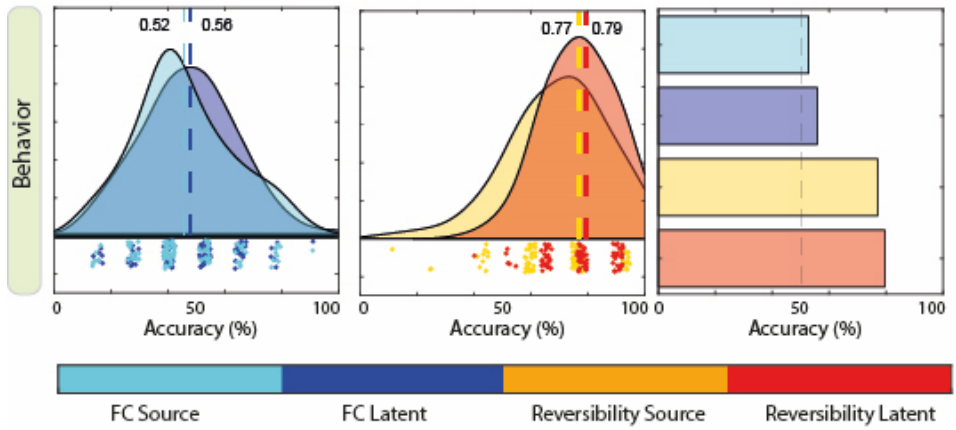 0.52 0.56
0.77 0.79
Behavior
0 50 100
0 50 100
0 50 100
Accuracy (%)
Accuracy (%)
Accuracy (%)
FC Source
FC Latent
Reversibility Source
Reversibility Latent